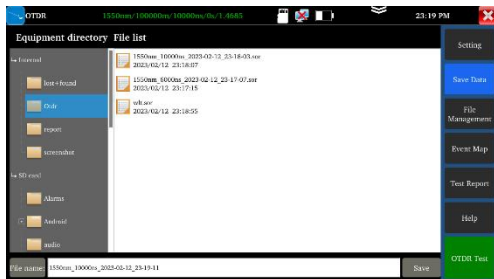 OTDR 1550nm/100000m/10000ns/0s/1.4685 23:19 PM
Equipment directory File list
Internal
lost+found
Otdr
report
screenshot
SD card
Alarms
Android
audio
1550nm_10000ns_2023-02-12_23-18-03.sor
2023/02/12 23:18:07
1550nm_8000ns_2023-02-12_23-17-07.sor
2023/02/12 23:17:15
2023/02/12 23:18:55
File name: 1550nm_10000ns_2023-02-12_23-19-11 Save
Setting
Save Data
File
Management
Event Map
Test Report
Help
OTDR Test